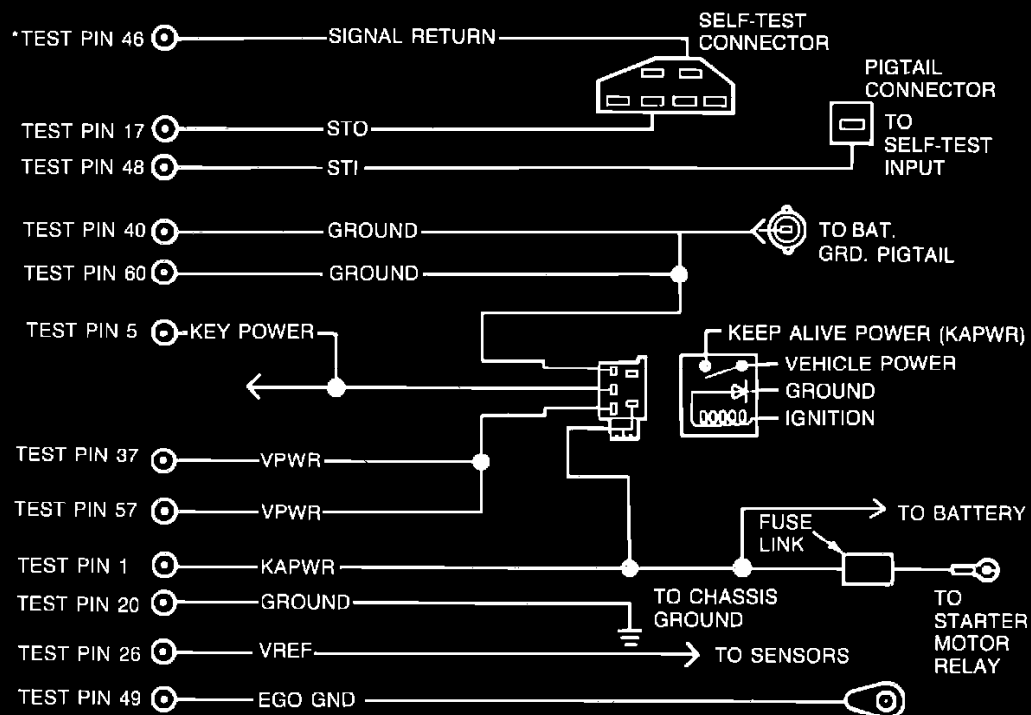 *TEST PIN 46
SIGNAL RETURN
SELF-TEST
CONNECTOR
PIGTAIL
CONNECTOR
TEST PIN 17
STO
TO
SELF-TEST
INPUT
TEST PIN 48
STI
TEST PIN 40
GROUND
TO BAT.
GRD. PIGTAIL
TEST PIN 60
GROUND
TEST PIN 5
KEY POWER
KEEP ALIVE POWER (KAPWR)
VEHICLE POWER
GROUND
IGNITION
TEST PIN 37
VPWR
TEST PIN 57
VPWR
TO BATTERY
FUSE
LINK
TEST PIN 1
KAPWR
TEST PIN 20
GROUND
TO CHASSIS
GROUND
TO
STARTER
MOTOR
RELAY
TEST PIN 26
VREF
TO SENSORS
TEST PIN 49
EGO GND